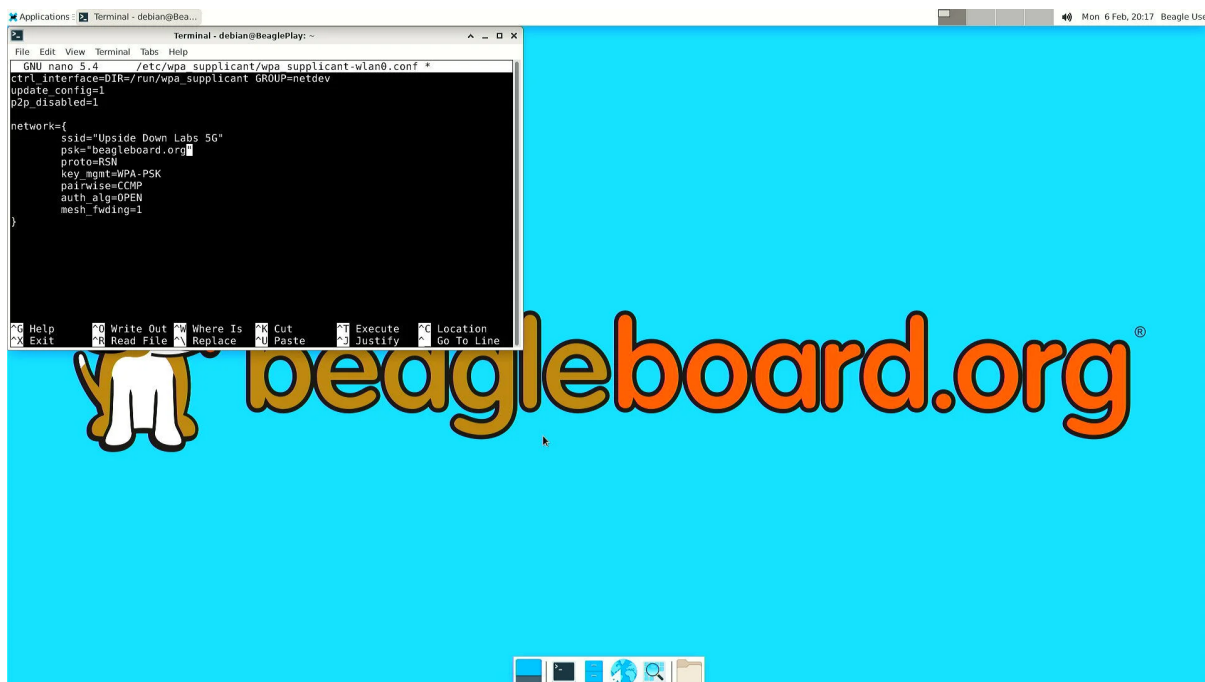 Applications
Terminal - debian@Bea...
Mon 6 Feb, 20:17
Beagle Use
Terminal - debian@BeaglePlay: ~
File Edit View Terminal Tabs Help
GNU nano 5.4 /etc/wpa_supplicant/wpa_supplicant-wlan0.conf *
ctrl_interface=DIR=/run/wpa_supplicant GROUP=netdev
update_config=1
p2p_disabled=1
network={
ssid="Upside Down Labs 5G"
psk="beagleboard.org"
proto=RSN
key_mgmt=WPA-PSK
pairwise=CCMP
auth_alg=OPEN
mesh_fwding=1
}
^G Help ^O Write Out ^W Where Is ^K Cut ^T Execute ^C Location
^X Exit ^R Read File ^\ Replace ^U Paste ^J Justify ^_ Go To Line
beagleboard.org®